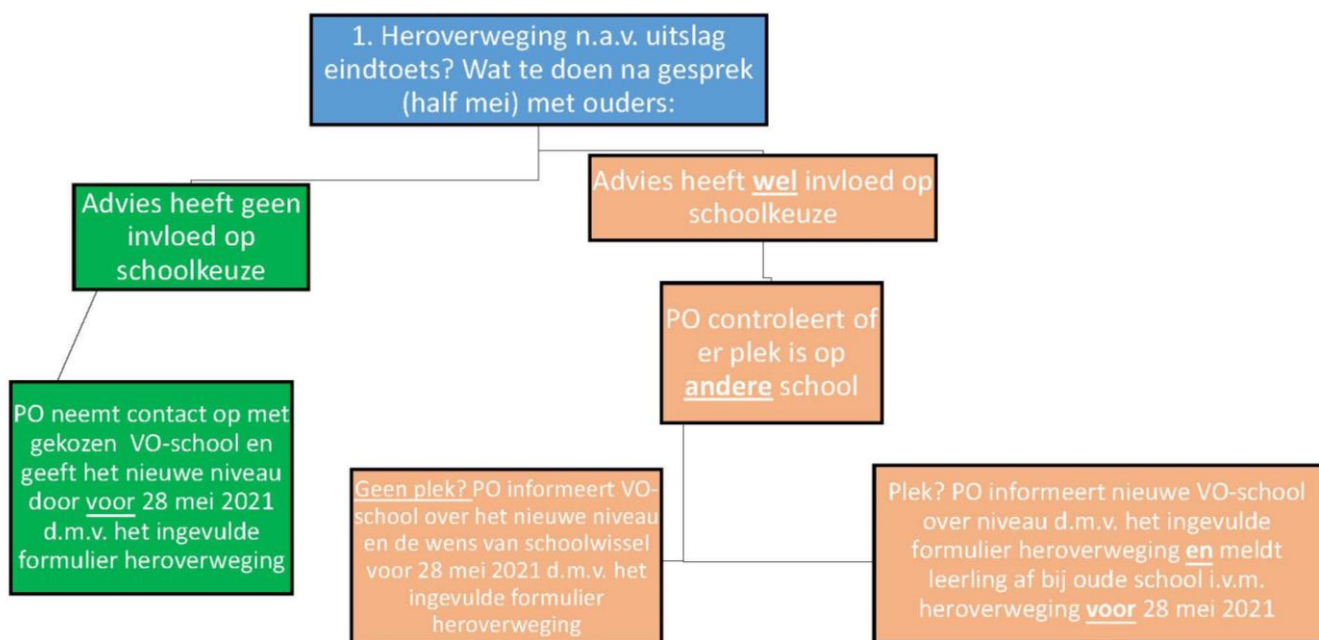 1. Heroverweging n.a.v. uitslag
eindtoets? Wat te doen na gesprek
(half mei) met ouders:
Advies heeft geen
invloed op
schoolkeuze
Advies heeft wel invloed op
schoolkeuze
PO controleert of
er plek is op
andere school
PO neemt contact op met
gekozen VO-school en
geeft het nieuwe niveau
door voor 28 mei 2021
d.m.v. het ingevulde
formulier heroverweging
Geen plek? PO informeert VO-
school over het nieuwe niveau
en de wens van schoolwissel
voor 28 mei 2021 d.m.v. het
ingevulde formulier
heroverweging
Plek? PO informeert nieuwe VO-school
over niveau d.m.v. het ingevulde
formulier heroverweging en meldt
leerling af bij oude school i.v.m.
heroverweging voor 28 mei 2021